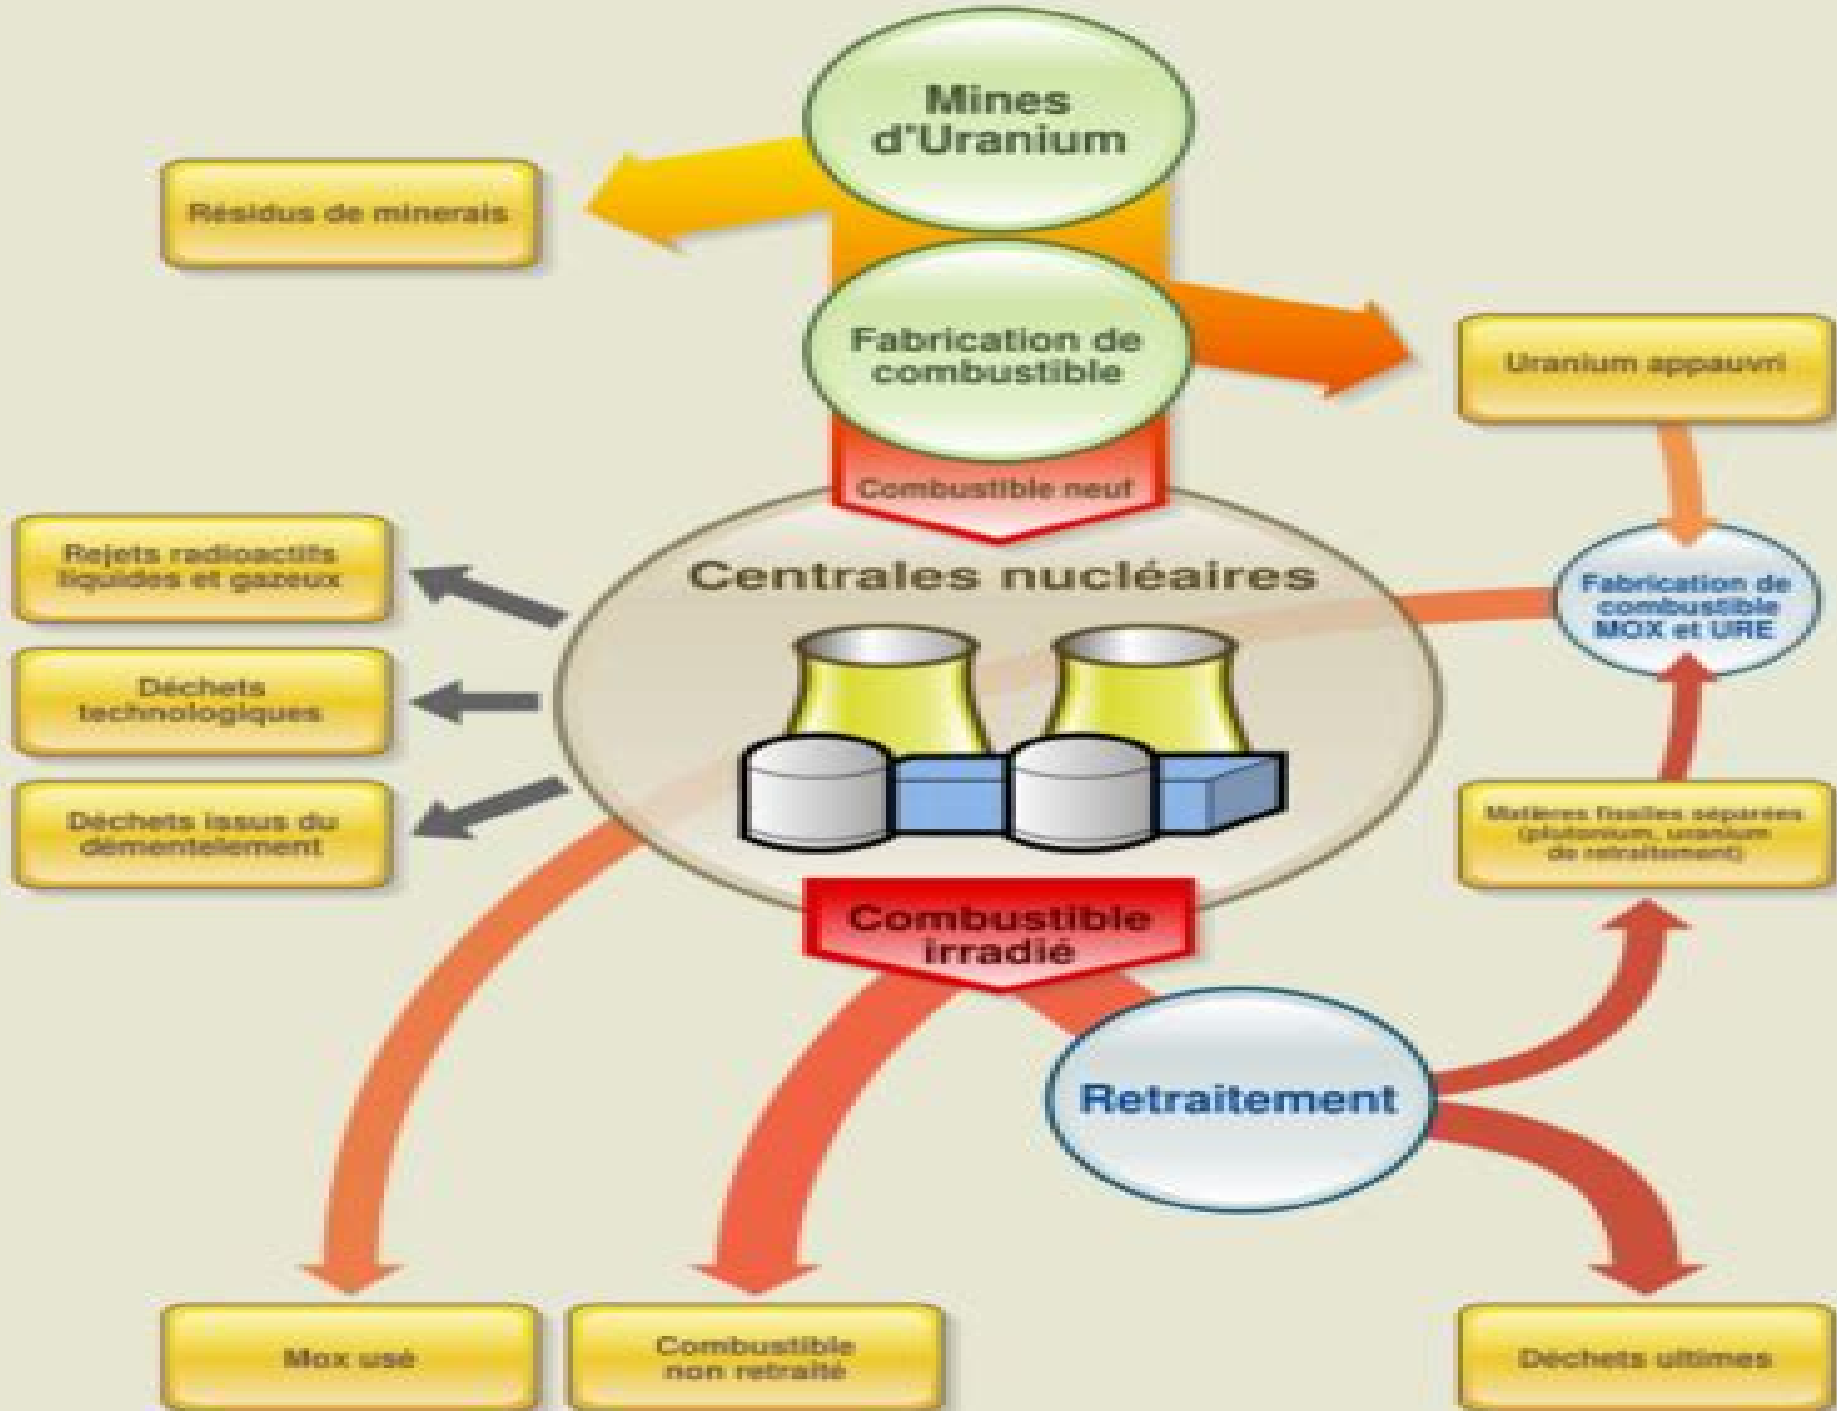 Mines
d'Uranium
Résidus de minerais
Fabrication de
combustible
Uranium appauvri
Combustible neuf
Rejets radioactifs
liquides et gazeux
Centrales nucléaires
Fabrication de
combustible
MOX et URE
Déchets
technologiques
Déchets issus du
démentelement
Matières fissiles séparées
(plutonium, uranium
de retraitement)
Combustible
irradié
Retraitement
Mox usé
Combustible
non retraité
Déchets ultimes